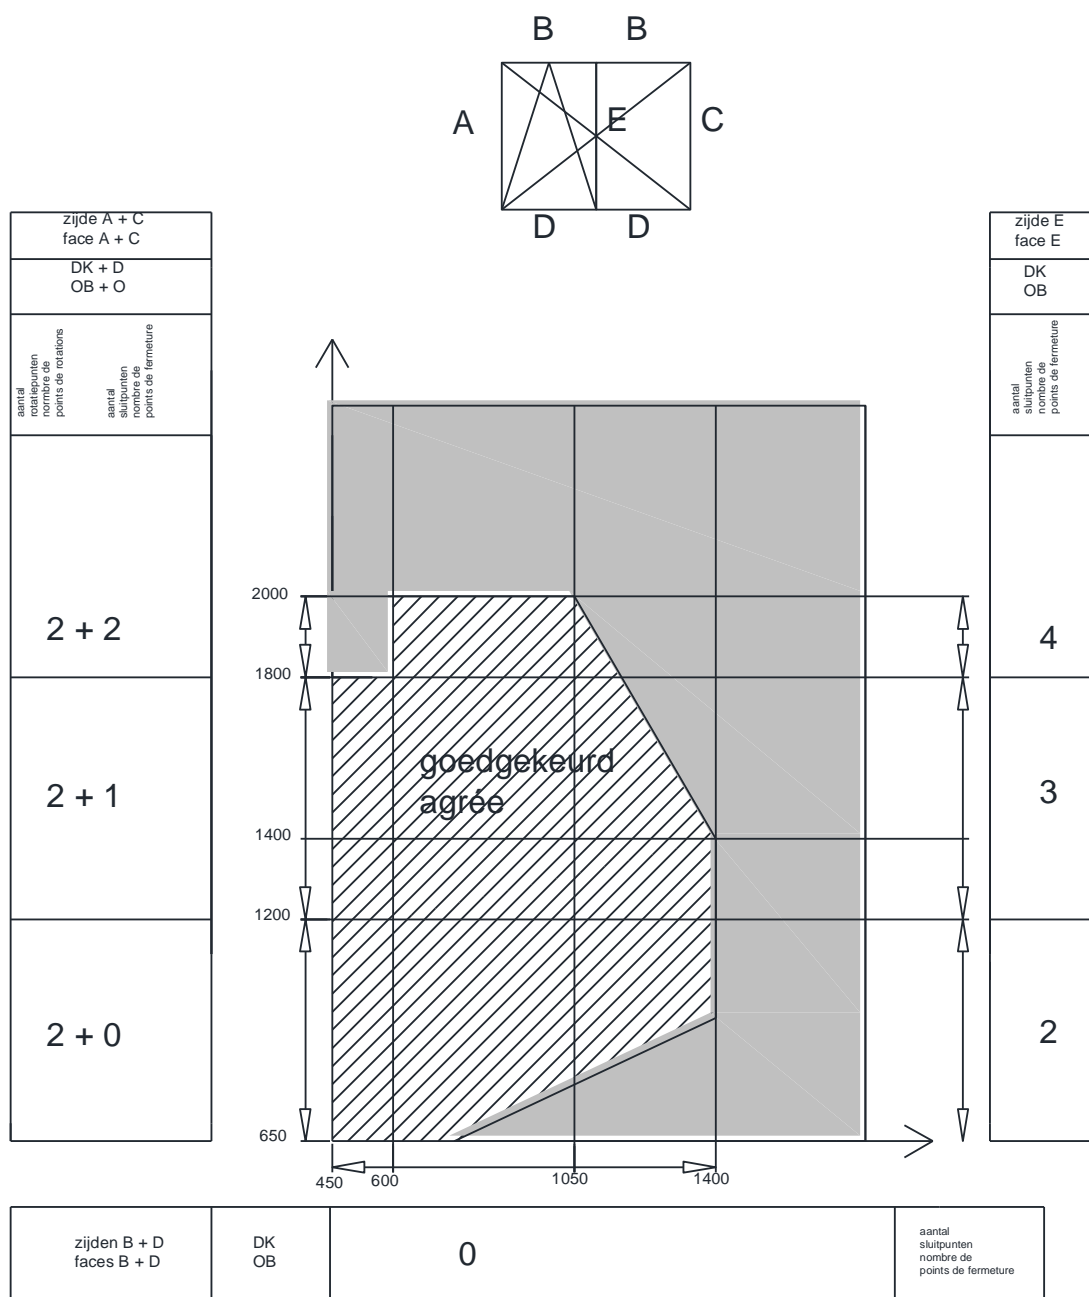 B B
A E C
D D
zijde A + C
face A + C
DK + D
OB + O
aantal
rotatiepunten
normbre de
points de rotations
aantal
sluitpunten
nombre de
points de fermeture
zijde E
face E
DK
OB
aantal
sluitpunten
nombre de
points de fermeture
2000
2 + 2
4
1800
goedgekeurd
agrée
2 + 1
3
1400
1200
2 + 0
2
650
450 600 1050 1400
zijden B + D
faces B + D
DK
OB
0
aantal
sluitpunten
nombre de
points de fermeture